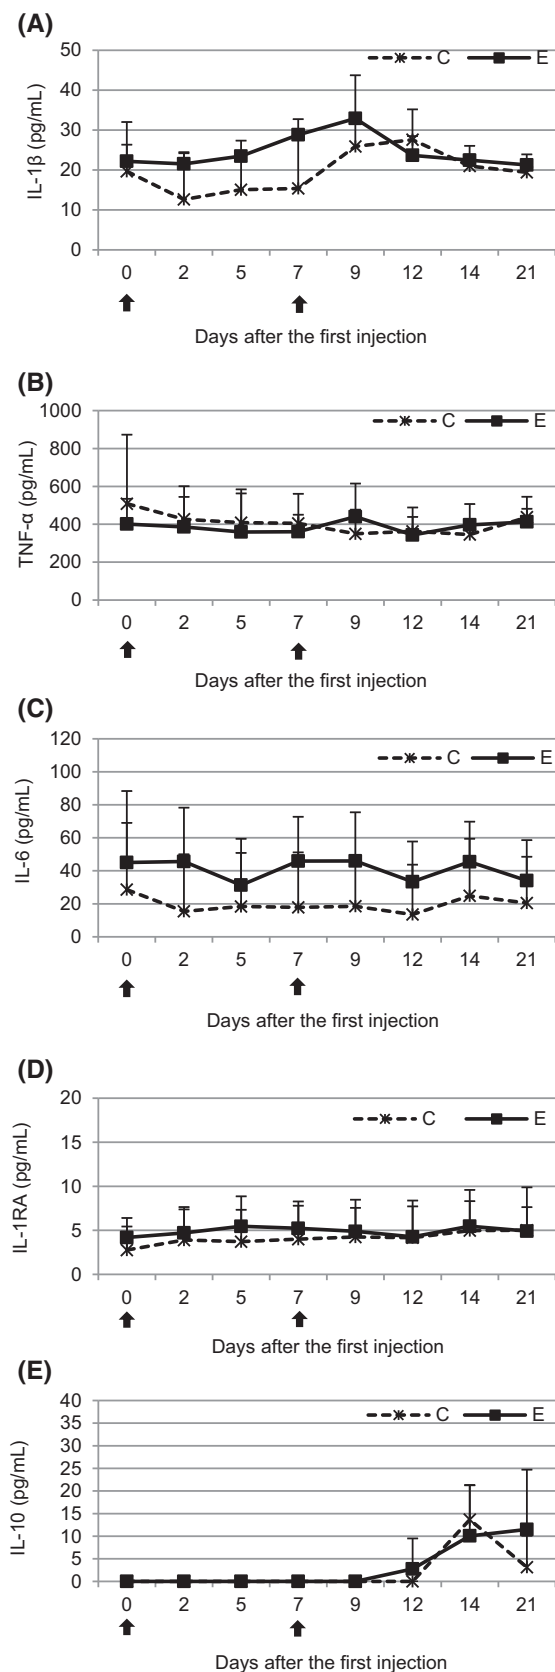 (A)
50
40
30
20
10
0
IL-1β (pg/mL)
C E
0 2 5 7 9 12 14 21
Days after the first injection
(B)
1000
800
600
400
200
0
TNF-α (pg/mL)
C E
0 2 5 7 9 12 14 21
Days after the first injection
(C)
120
100
80
60
40
20
0
IL-6 (pg/mL)
C E
0 2 5 7 9 12 14 21
Days after the first injection
(D)
20
15
10
5
0
IL-1RA (pg/mL)
C E
0 2 5 7 9 12 14 21
Days after the first injection
(E)
40
35
30
25
20
15
10
5
0
IL-10 (pg/mL)
C E
0 2 5 7 9 12 14 21
Days after the first injection